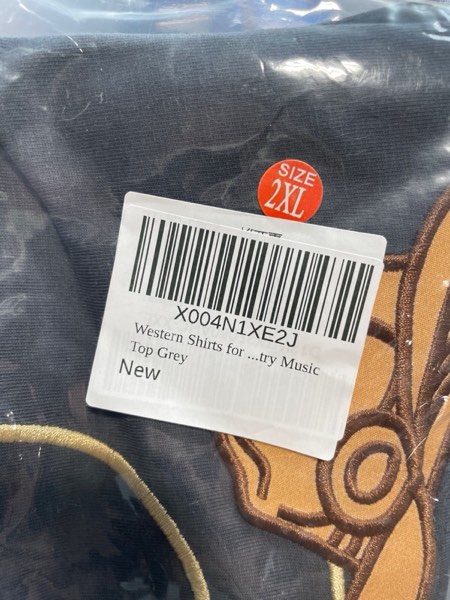 SIZE
2XL
X004N1XE2J
Western Shirts for ...try Music
Top Grey
New